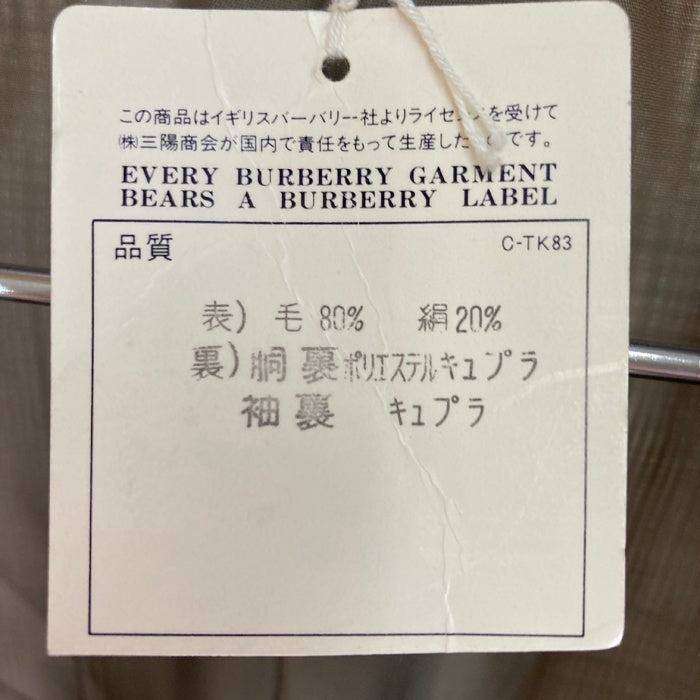 この商品はイギリスバーバリー社よりライセンスを受けて
㈱三陽商会が国内で責任をもって生産したものです。
EVERY BURBERRY GARMENT
BEARS A BURBERRY LABEL
品質 C-TK83
表) 毛 80% 絹 20%
裏) 胴裏 ポリエステル キュプラ
袖裏 キュプラ